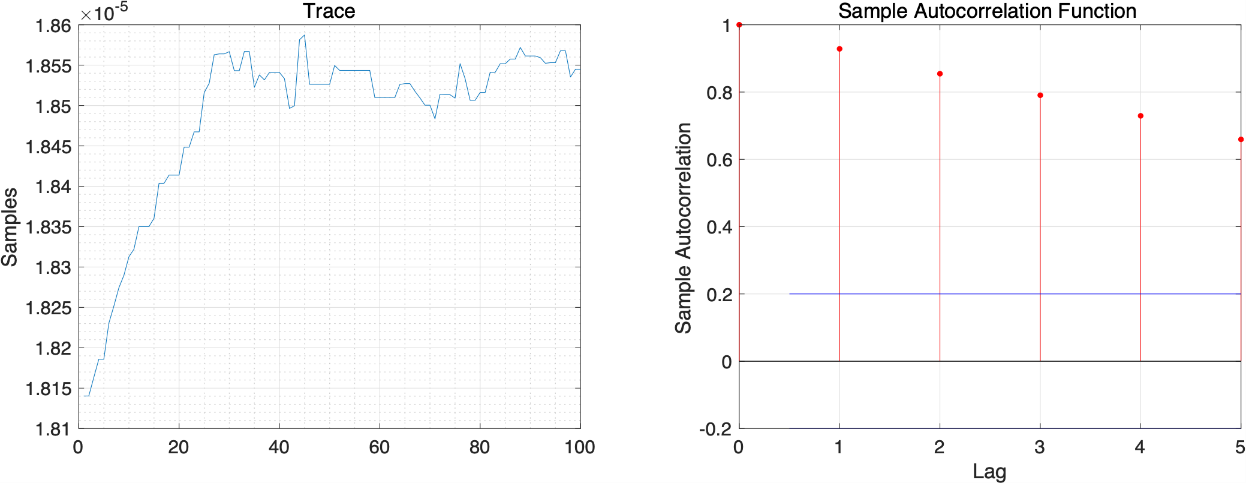 Trace
×10-5
Samples
1.86
1.855
1.85
1.845
1.84
1.835
1.83
1.825
1.82
1.815
1.81
0 20 40 60 80 100
Sample Autocorrelation Function
Sample Autocorrelation
1
0.8
0.6
0.4
0.2
0
-0.2
0 1 2 3 4 5
Lag